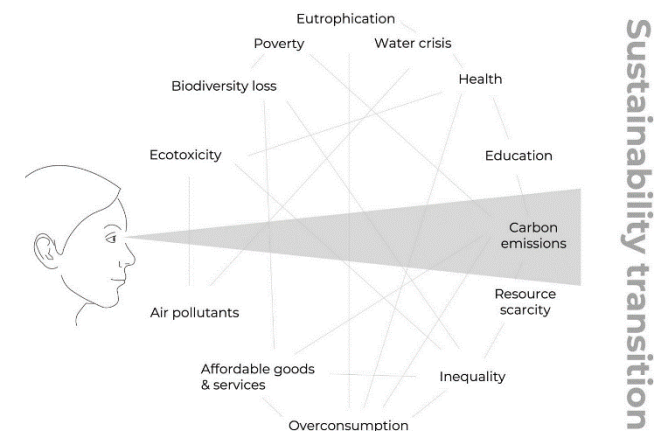 Eutrophication
Poverty
Water crisis
Biodiversity loss
Health
Ecotoxicity
Education
Carbon
emissions
Resource
scarcity
Air pollutants
Affordable goods
& services
Inequality
Overconsumption
Sustainability transition